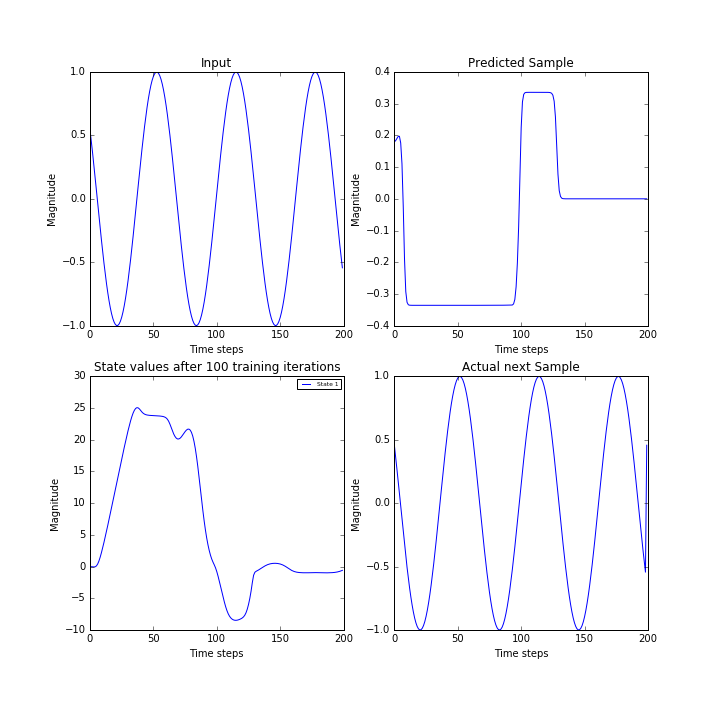 Input
1.0
0.5
0.0
−0.5
−1.0
Magnitude
0 50 100 150 200
Time steps
Predicted Sample
0.4
0.3
0.2
0.1
0.0
−0.1
−0.2
−0.3
−0.4
Magnitude
0 50 100 150 200
Time steps
State values after 100 training iterations
State 1
30
25
20
15
10
5
0
−5
−10
Magnitude
0 50 100 150 200
Time steps
Actual next Sample
1.0
0.5
0.0
−0.5
−1.0
Magnitude
0 50 100 150 200
Time steps